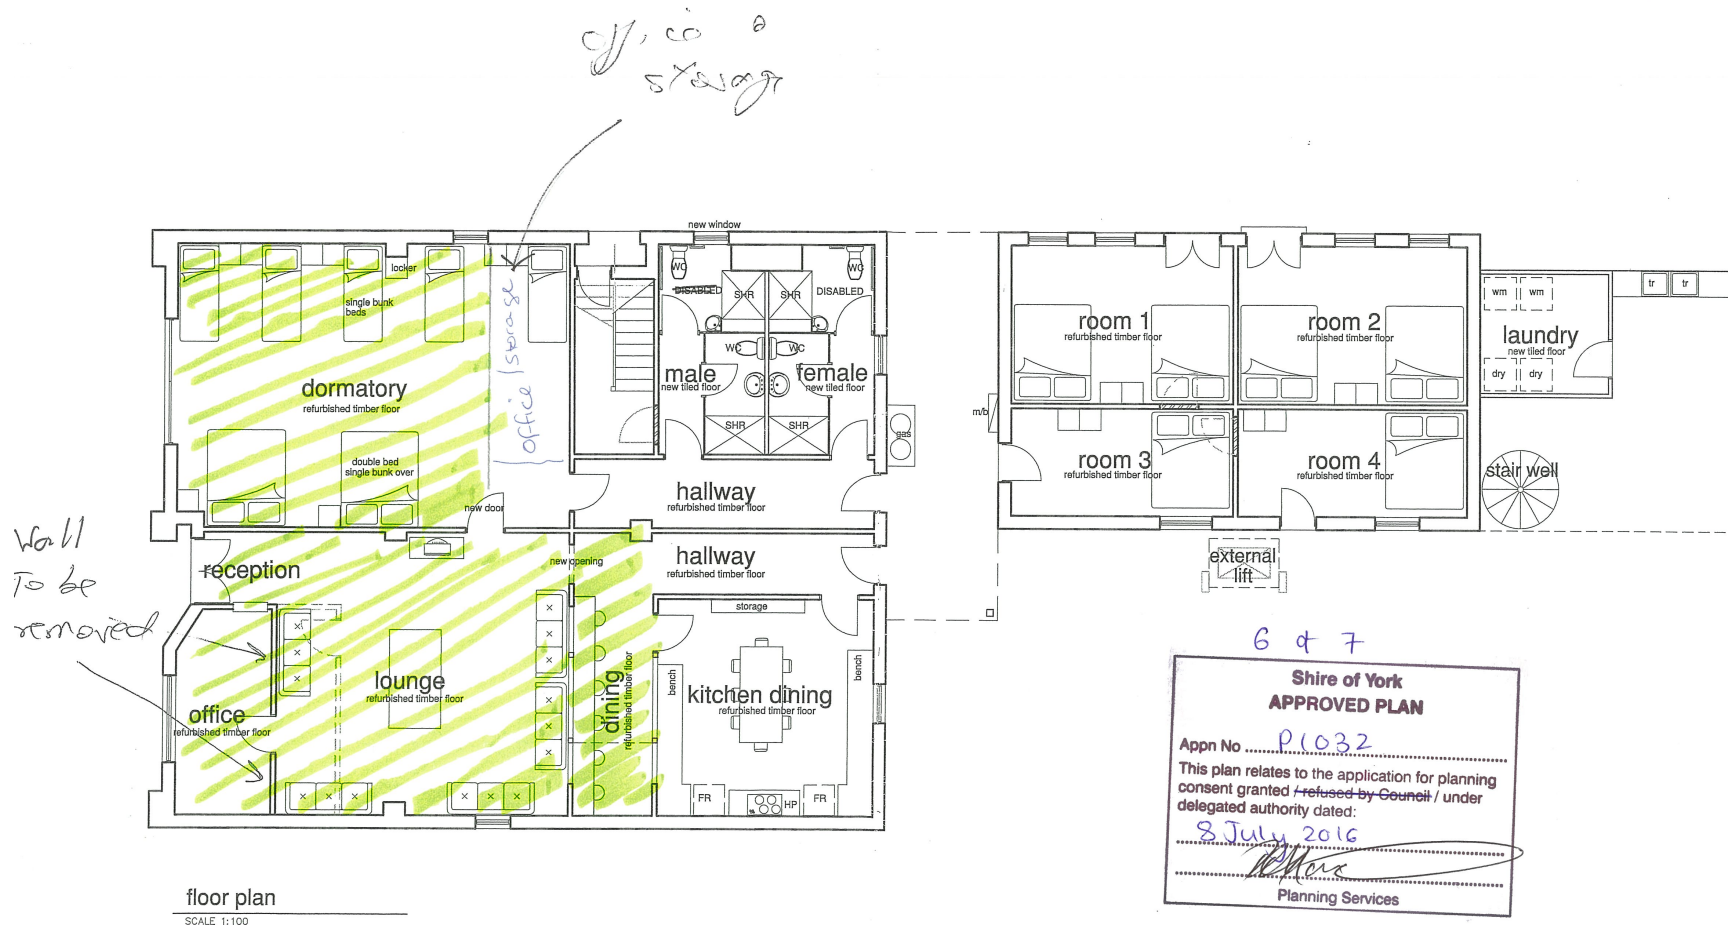 office &
storage
new window
WC
WC
locker
DISABLED
SHR
SHR
DISABLED
single bunk
beds
office / storage
WC
WC
male
new tiled floor
female
new tiled floor
dormatory
refurbished timber floor
SHR
SHR
gas
double bed
single bunk over
hallway
refurbished timber floor
new door
room 1
refurbished timber floor
room 2
refurbished timber floor
wm
wm
tr
tr
laundry
new tiled floor
dry
dry
m/b
room 3
refurbished timber floor
room 4
refurbished timber floor
stair well
external
lift
Wall
To be
removed
reception
new opening
hallway
refurbished timber floor
storage
lounge
refurbished timber floor
dining
refurbished timber floor
bench
bench
kitchen dining
refurbished timber floor
office
refurbished timber floor
FR
HP
FR
6 of 7
Shire of York
APPROVED PLAN
Appn No P1032
This plan relates to the application for planning
consent granted / refused by Council / under
delegated authority dated:
8 July 2016
Planning Services
floor plan
SCALE 1:100